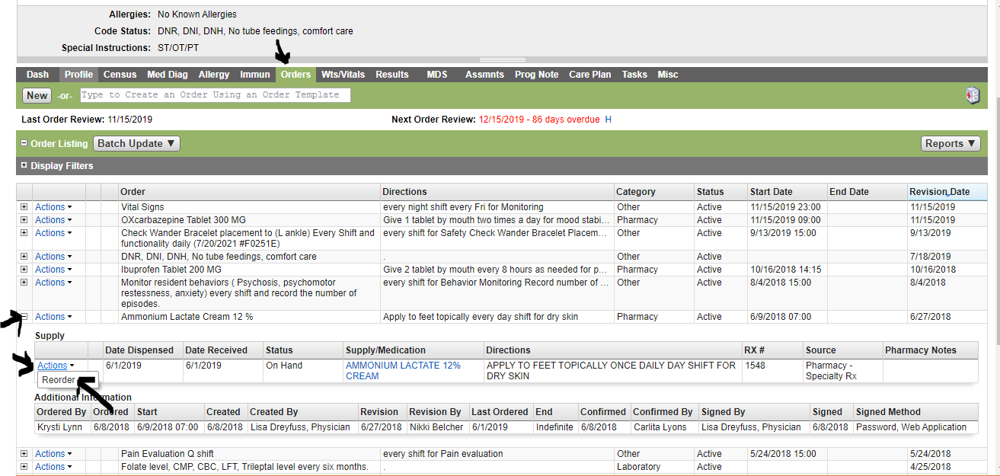 Allergies: No Known Allergies
Code Status: DNR, DNI, DNH, No tube feedings, comfort care
Special Instructions: ST/OT/PT
Dash Profile Census Med Diag Allergy Immun Orders Wts/Vitals Results MDS Assmnts Prog Note Care Plan Tasks Misc
New -or- Type to Create an Order Using an Order Template
Last Order Review: 11/15/2019 Next Order Review: 12/15/2019 - 86 days overdue H
Order Listing Batch Update ▼ Reports ▼
Display Filters
Order Directions Category Status Start Date End Date Revision Date
Actions Vital Signs every night shift every Fri for Monitoring Other Active 11/15/2019 23:00 11/15/2019
Actions OXcarbazepine Tablet 300 MG Give 1 tablet by mouth two times a day for mood stabi... Pharmacy Active 11/15/2019 09:00 11/15/2019
Actions Check Wander Bracelet placement to (L ankle) Every Shift and every shift for Safety Check Wander Bracelet Placem... Other Active 9/13/2019 15:00 9/13/2019
functionality daily (7/20/2021 #F0251E)
Actions DNR, DNI, DNH, No tube feedings, comfort care . Other Active 7/18/2019
Actions Ibuprofen Tablet 200 MG Give 2 tablet by mouth every 8 hours as needed for p... Pharmacy Active 10/16/2018 14:15 10/16/2018
Actions Monitor resident behaviors ( Psychosis, psychomotor every shift for Behavior Monitoring Record number of ... Other Active 8/4/2018 15:00 8/4/2018
restessness, anxiety) every shift and record the number of
episodes.
Actions Ammonium Lactate Cream 12 % Apply to feet topically every day shift for dry skin Pharmacy Active 6/9/2018 07:00 6/27/2018
Supply
Date Dispensed Date Received Status Supply/Medication Directions RX # Source Pharmacy Notes
Actions 6/1/2019 6/1/2019 On Hand AMMONIUM LACTATE 12% APPLY TO FEET TOPICALLY ONCE DAILY DAY SHIFT FOR 1548 Pharmacy -
CREAM DRY SKIN Specialty Rx
Reorder
Additional Information
Ordered By Ordered Start Created Created By Revision Revision By Last Ordered End Confirmed Confirmed By Signed By Signed Signed Method
Krysti Lynn 6/8/2018 6/9/2018 07:00 6/8/2018 Lisa Dreyfuss, Physician 6/27/2018 Nikki Belcher 6/1/2019 Indefinite 6/8/2018 Carlita Lyons Lisa Dreyfuss, Physician 6/8/2018 Password, Web Application
Actions Pain Evaluation Q shift every shift for Pain evaluation Other Active 5/24/2018 15:00 5/24/2018
Actions Folate level, CMP, CBC, LFT, Trileptal level every six months. . Laboratory Active 4/25/2018